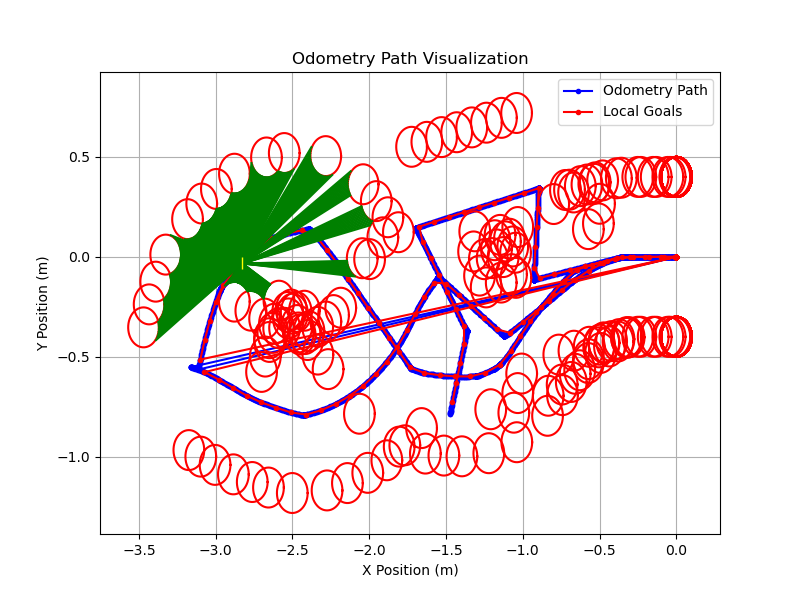 Odometry Path Visualization
Odometry Path
Local Goals
Y Position (m)
0.5
0.0
−0.5
−1.0
−3.5
−3.0
−2.5
−2.0
−1.5
−1.0
−0.5
0.0
X Position (m)